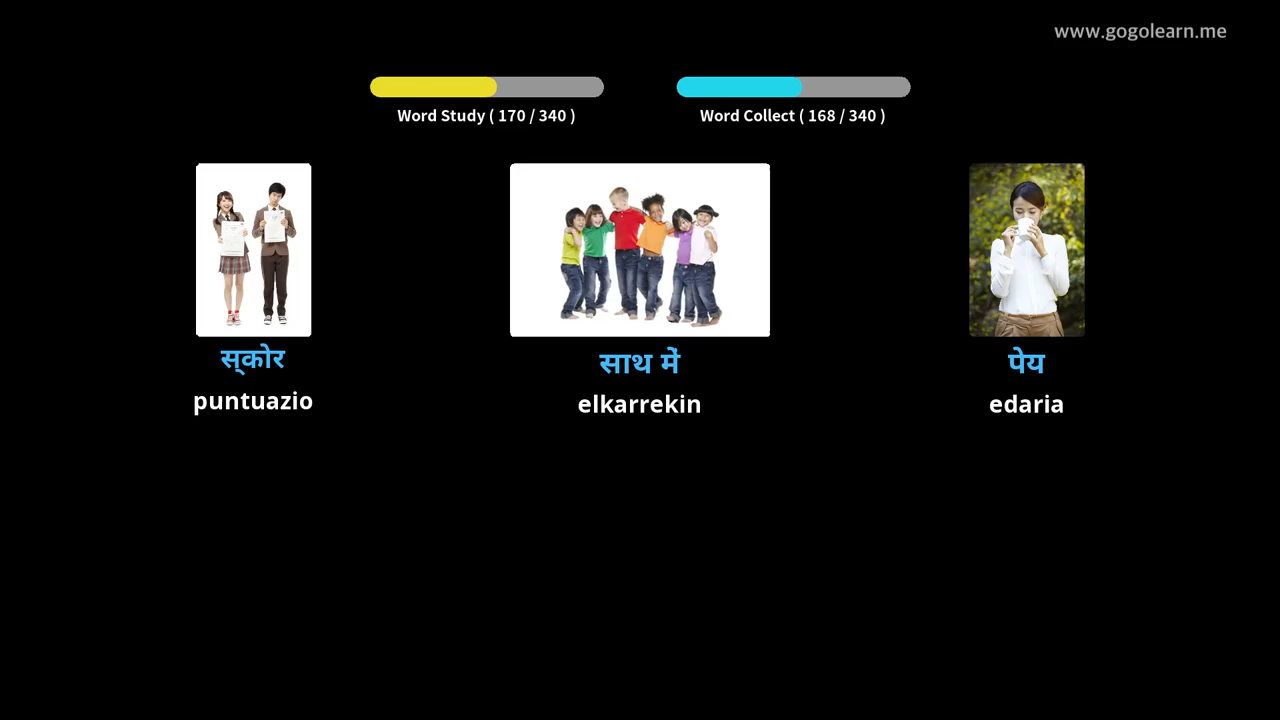 www.gogolearn.me
Word Study ( 170 / 340 )
Word Collect ( 168 / 340 )
स्कोर
साथ में
पेय
puntuazio
elkarrekin
edaria